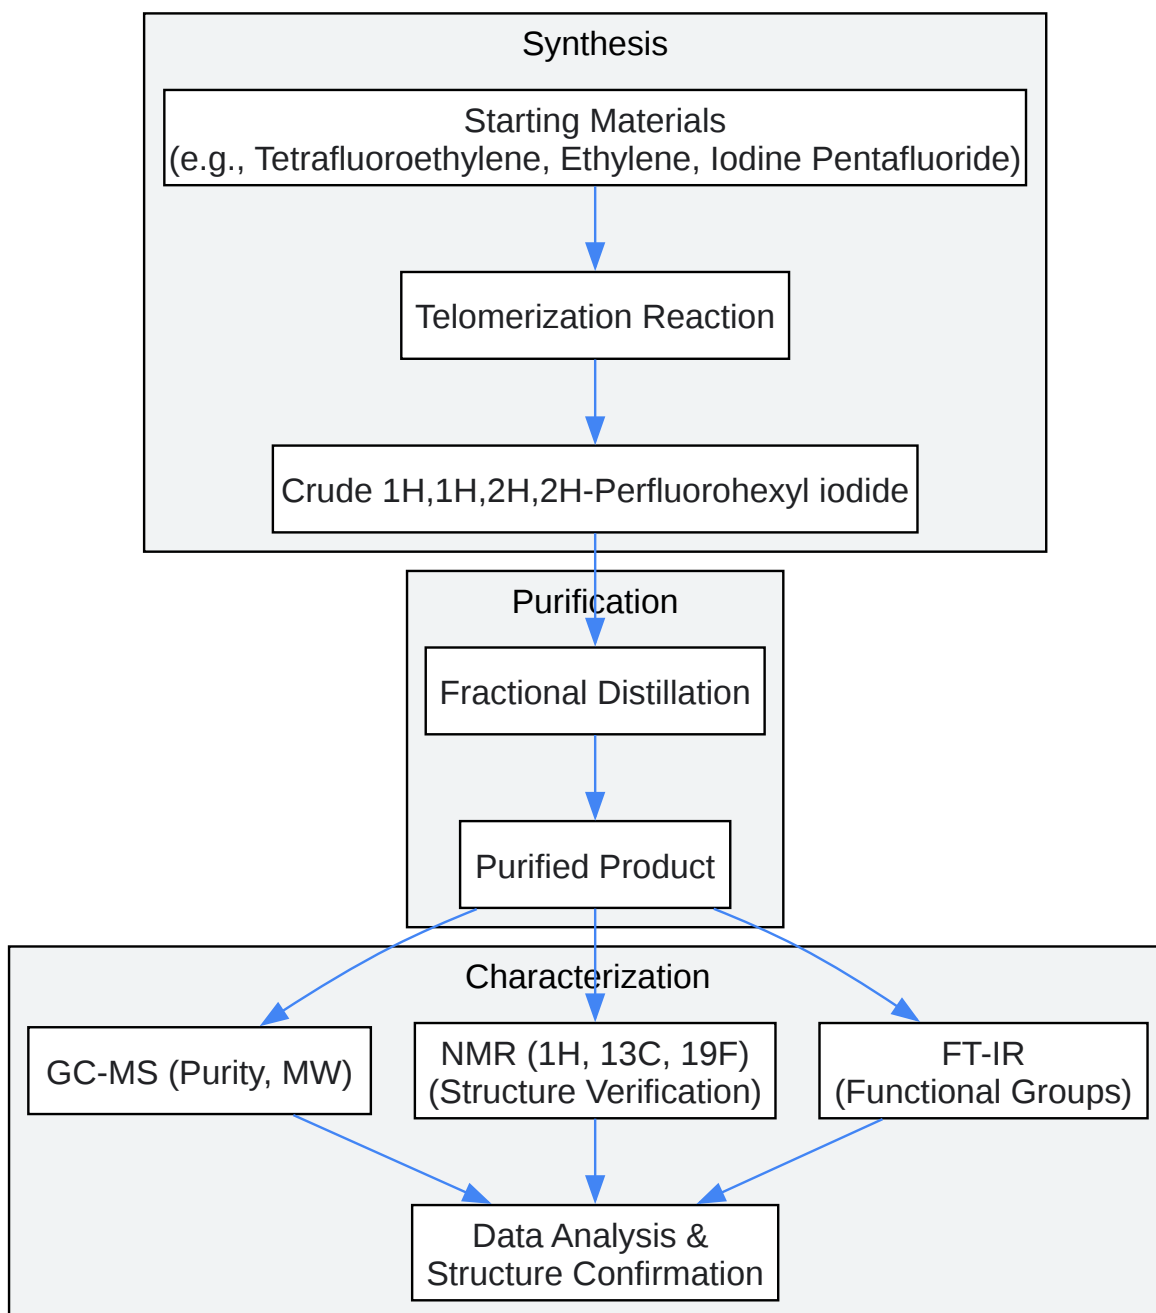 Synthesis
Starting Materials
(e.g., Tetrafluoroethylene, Ethylene, Iodine Pentafluoride)
Telomerization Reaction
Crude 1H,1H,2H,2H-Perfluorohexyl iodide
Purification
Fractional Distillation
Purified Product
Characterization
GC-MS (Purity, MW)
NMR (1H, 13C, 19F)
(Structure Verification)
FT-IR
(Functional Groups)
Data Analysis &
Structure Confirmation